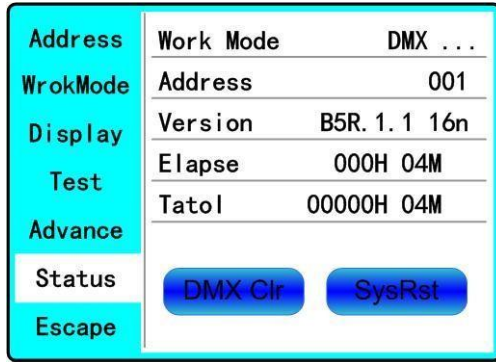 Address
WrokMode
Display
Test
Advance
Status
Escape
Work Mode DMX ...
Address 001
Version B5R.1.1 16n
Elapse 000H 04M
Tatol 00000H 04M
DMX Clr SysRst